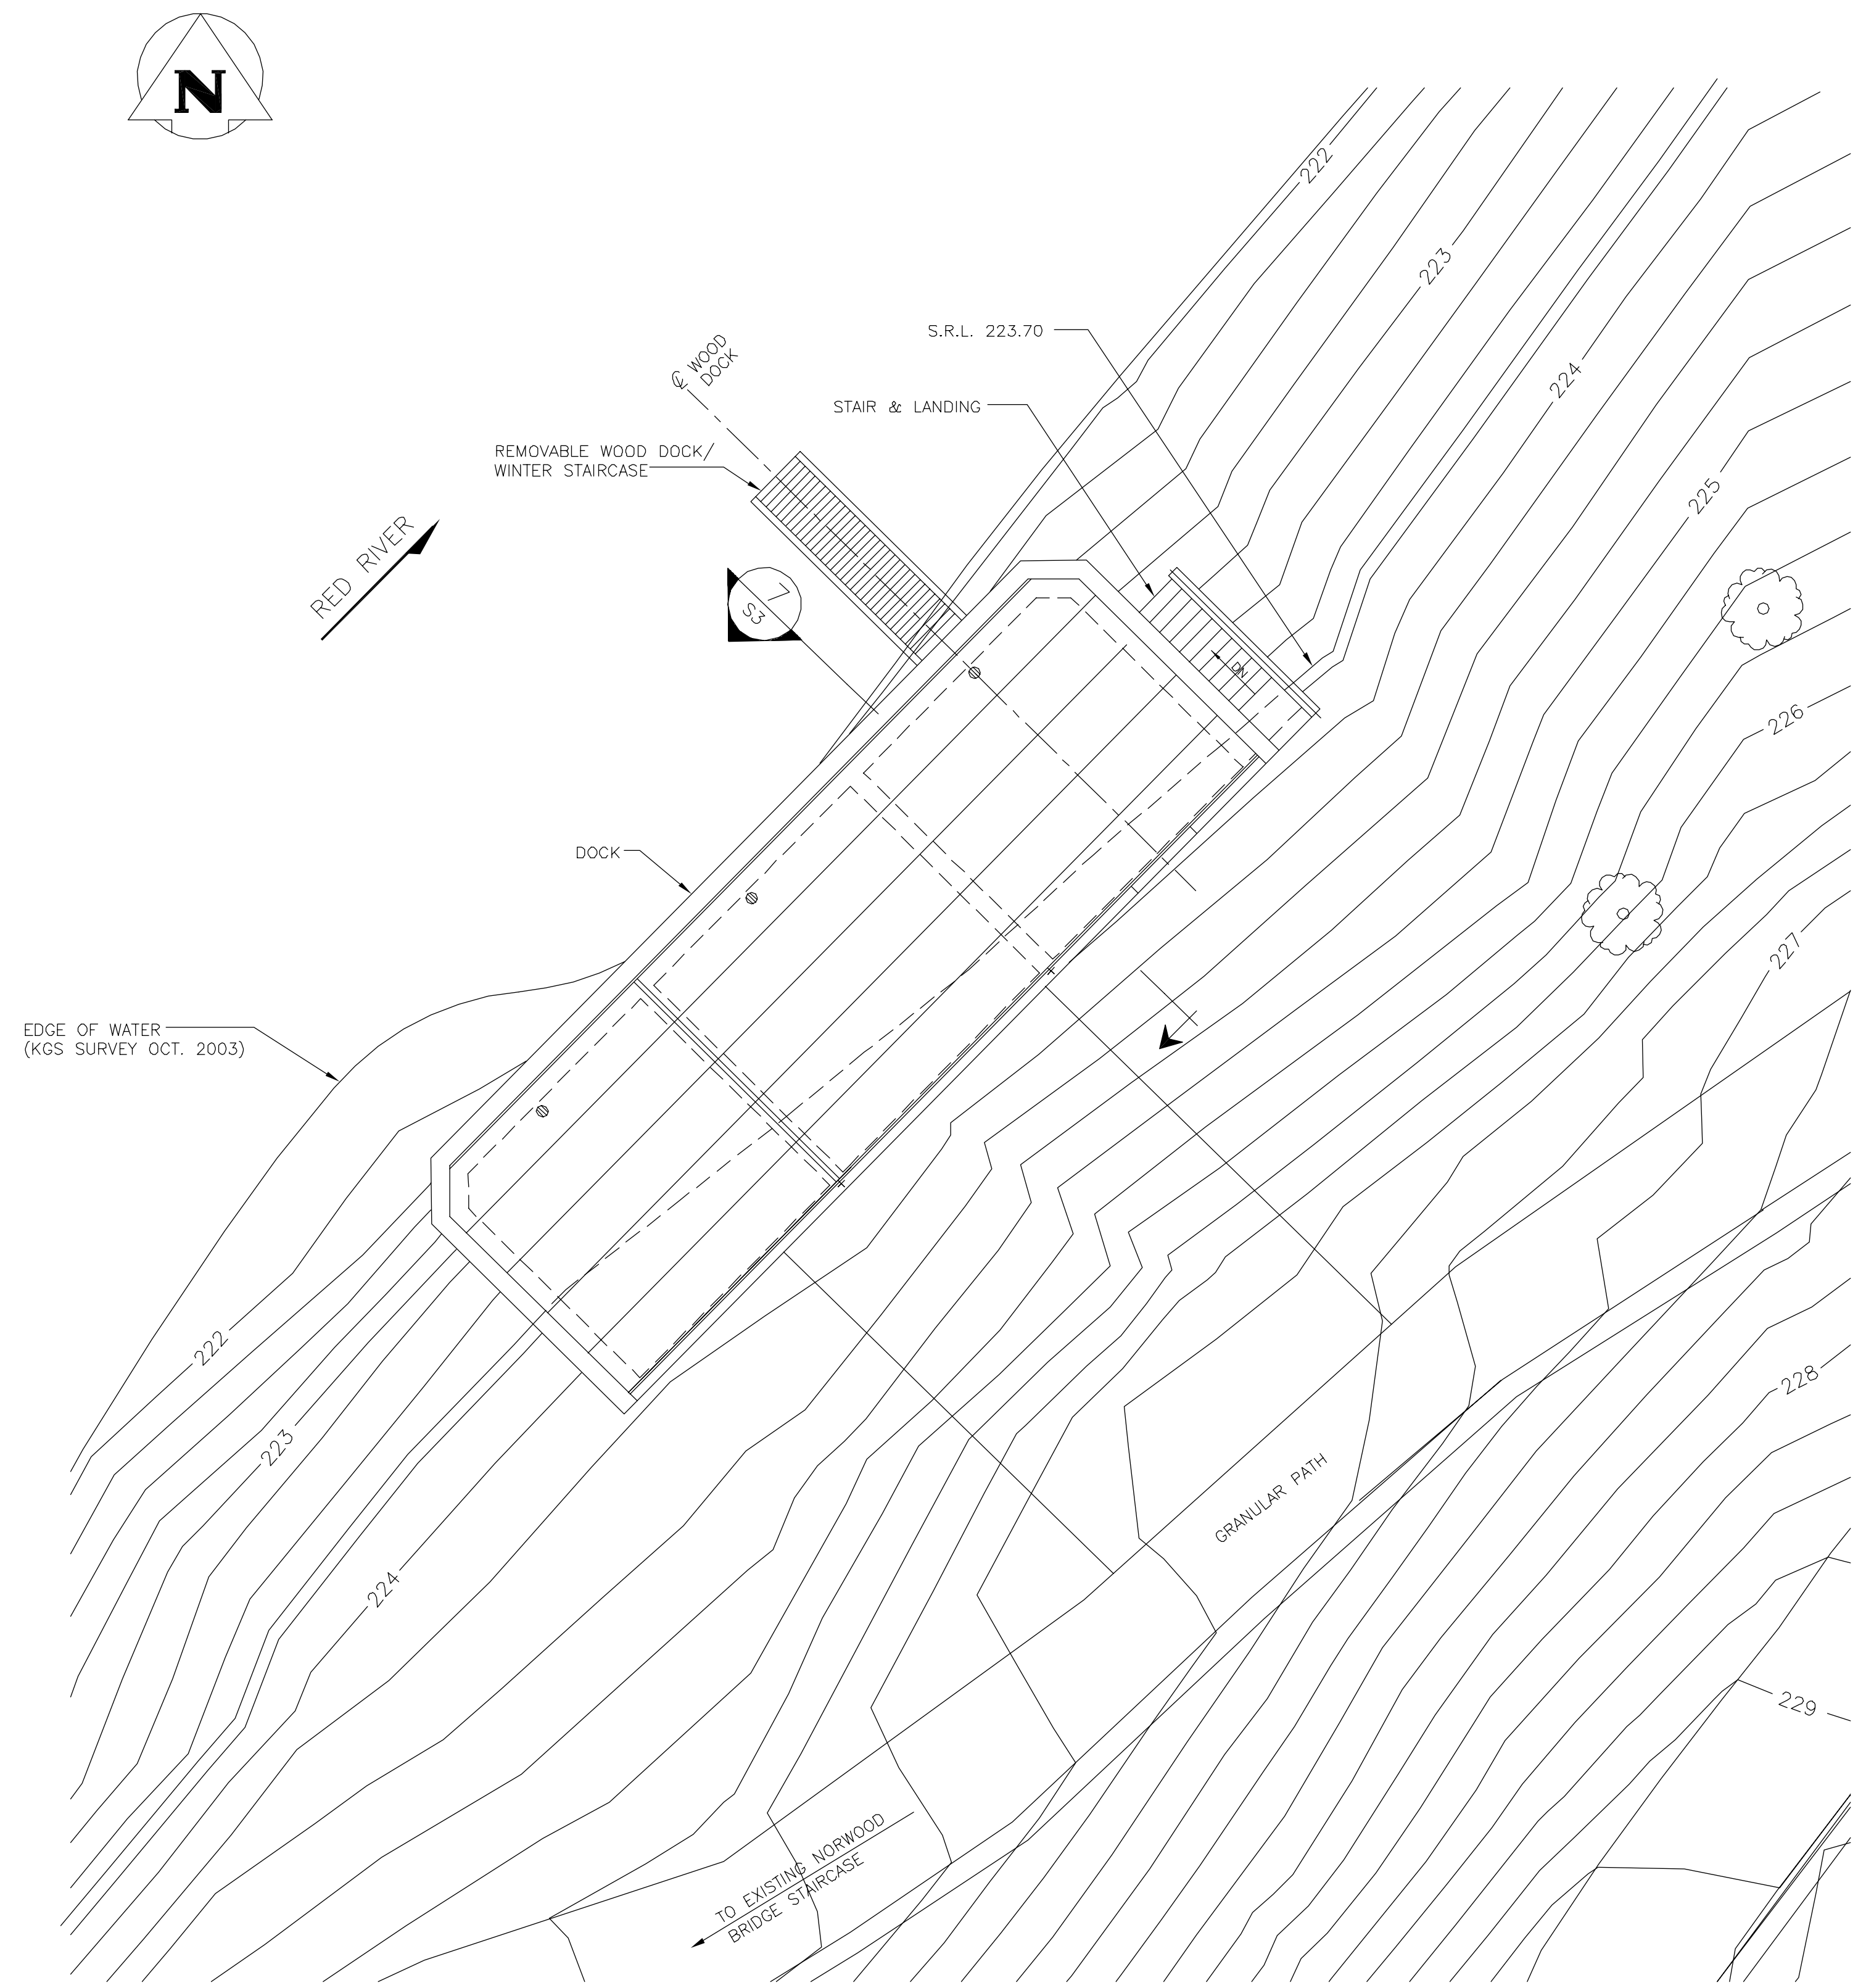 N
222
223
S.R.L. 223.70
℄ WOOD
DOCK
224
STAIR & LANDING
REMOVABLE WOOD DOCK/
WINTER STAIRCASE
225
RED RIVER
7
S3
DN
226
DOCK
227
EDGE OF WATER
(KGS SURVEY OCT. 2003)
222
228
223
GRANULAR PATH
224
229
TO EXISTING NORWOOD
BRIDGE STAIRCASE